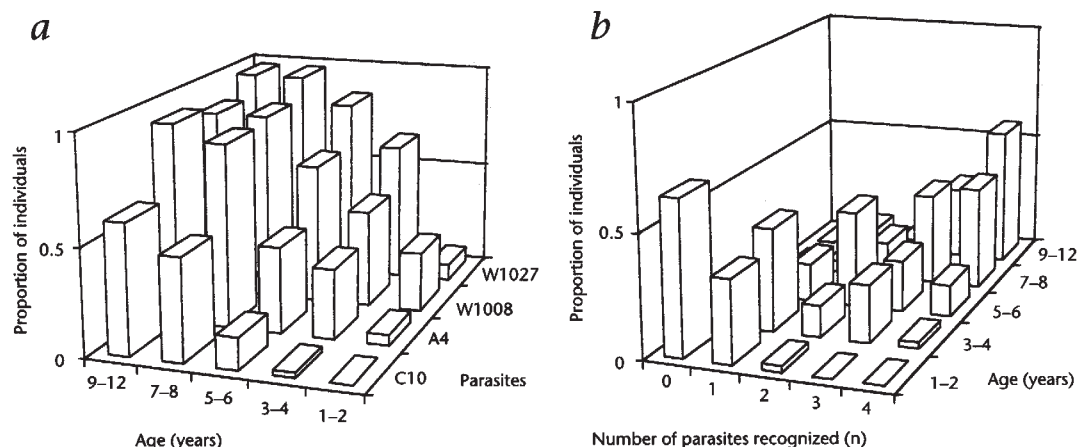 a
1
0.5
0
Proportion of individuals
9–12
7–8
5–6
3–4
1–2
Age (years)
C10
A4
W1008
W1027
Parasites
b
1
0.5
0
Proportion of individuals
0
1
2
3
4
Number of parasites recognized (n)
1–2
3–4
5–6
7–8
9–12
Age (years)